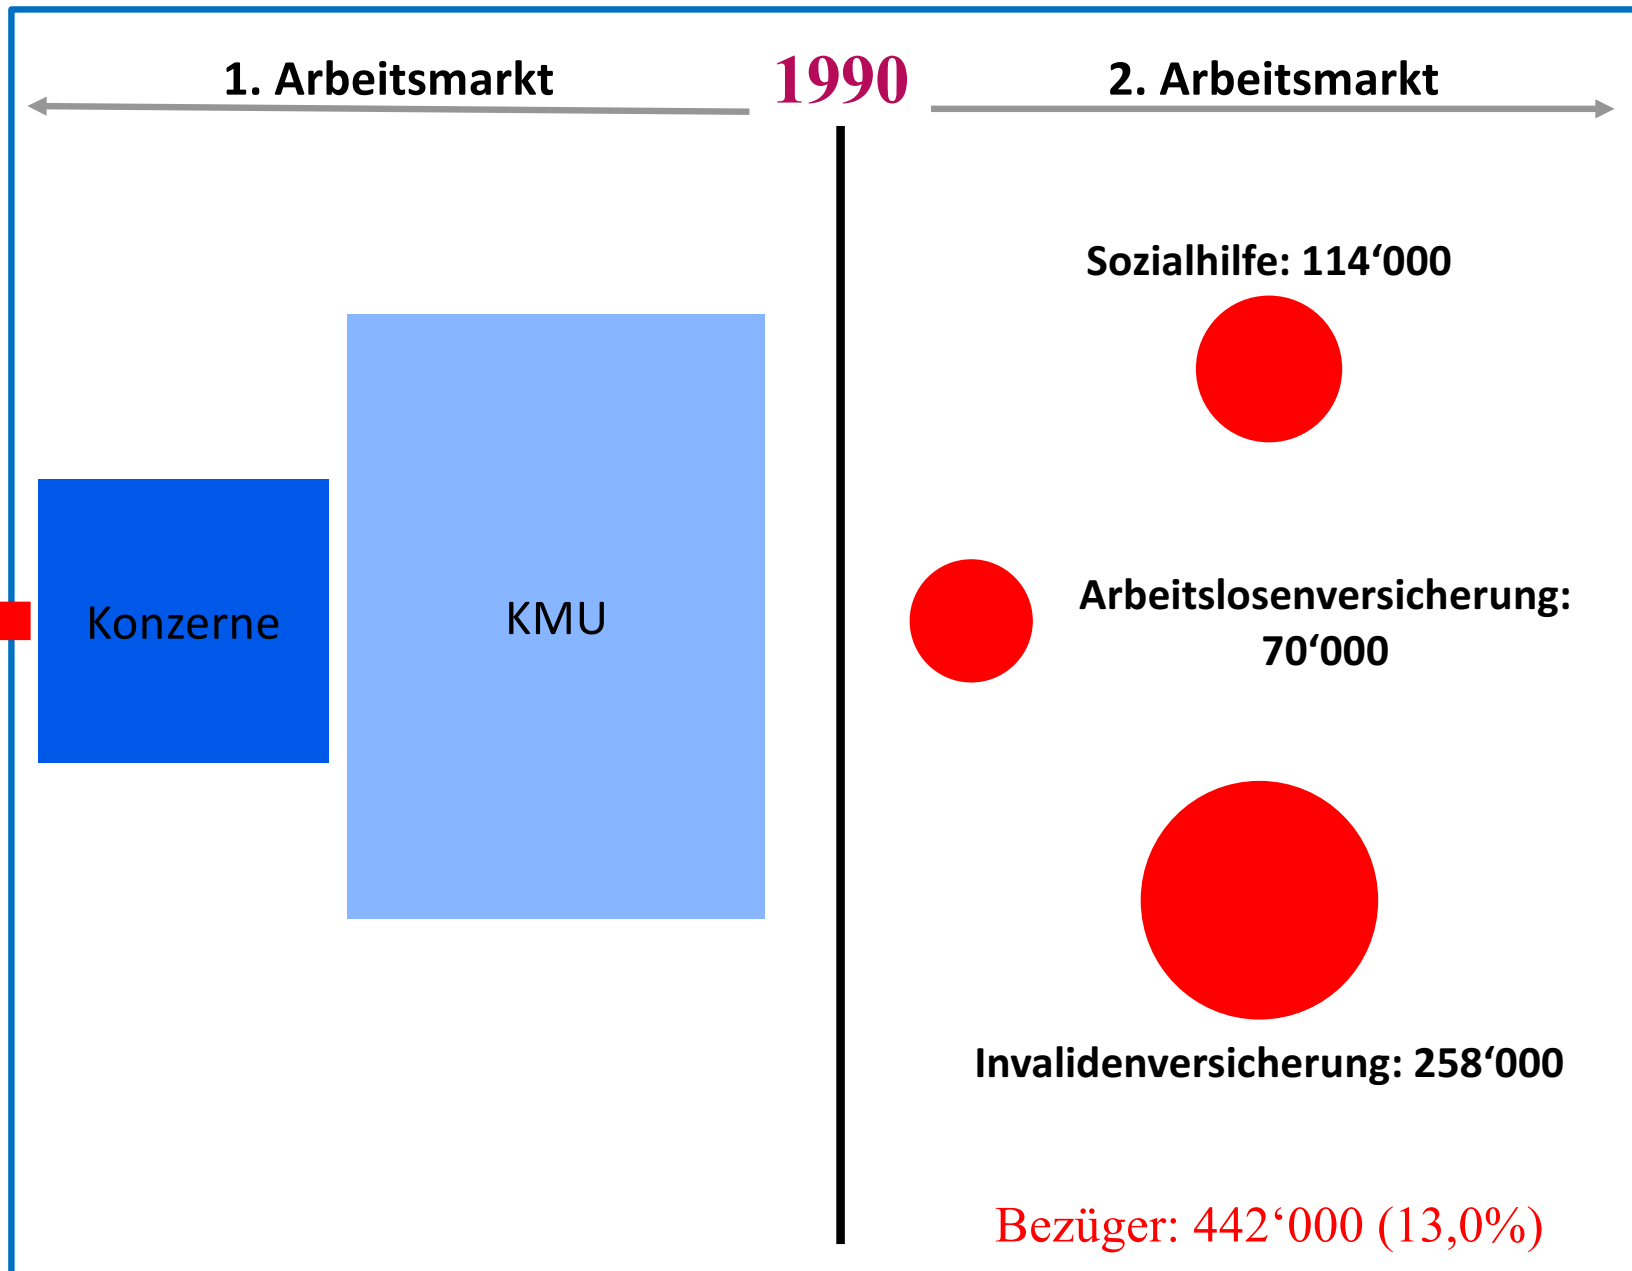 1. Arbeitsmarkt
1990
2. Arbeitsmarkt
Sozialhilfe: 114‘000
Konzerne
KMU
Arbeitslosenversicherung:
70‘000
Invalidenversicherung: 258‘000
Bezüger: 442‘000 (13,0%)